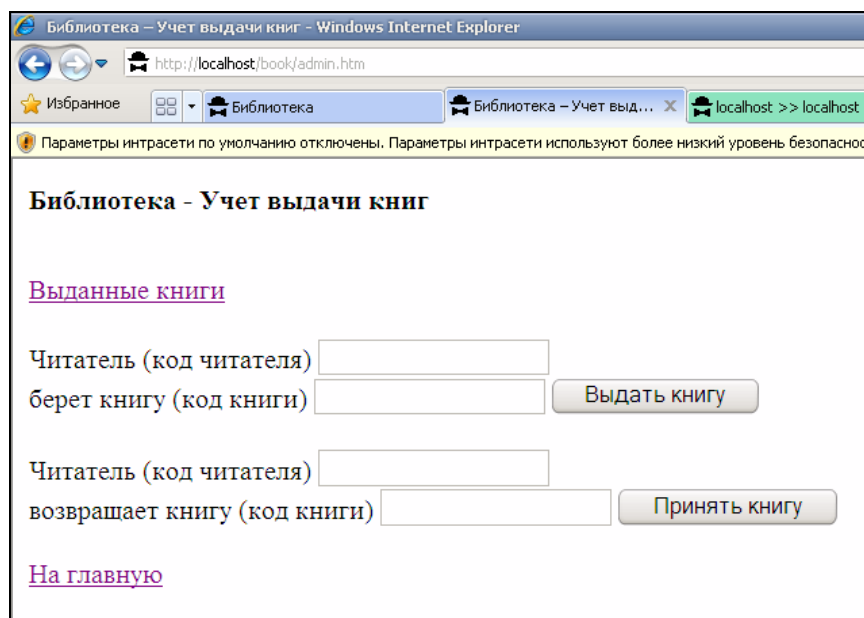 Библиотека – Учет выдачи книг - Windows Internet Explorer
http://localhost/book/admin.htm
Избранное Библиотека Библиотека – Учет выд... localhost >> localhost
Параметры интрасети по умолчанию отключены. Параметры интрасети используют более низкий уровень безопаснос
Библиотека - Учет выдачи книг
Выданные книги
Читатель (код читателя)
берет книгу (код книги) Выдать книгу
Читатель (код читателя)
возвращает книгу (код книги) Принять книгу
На главную